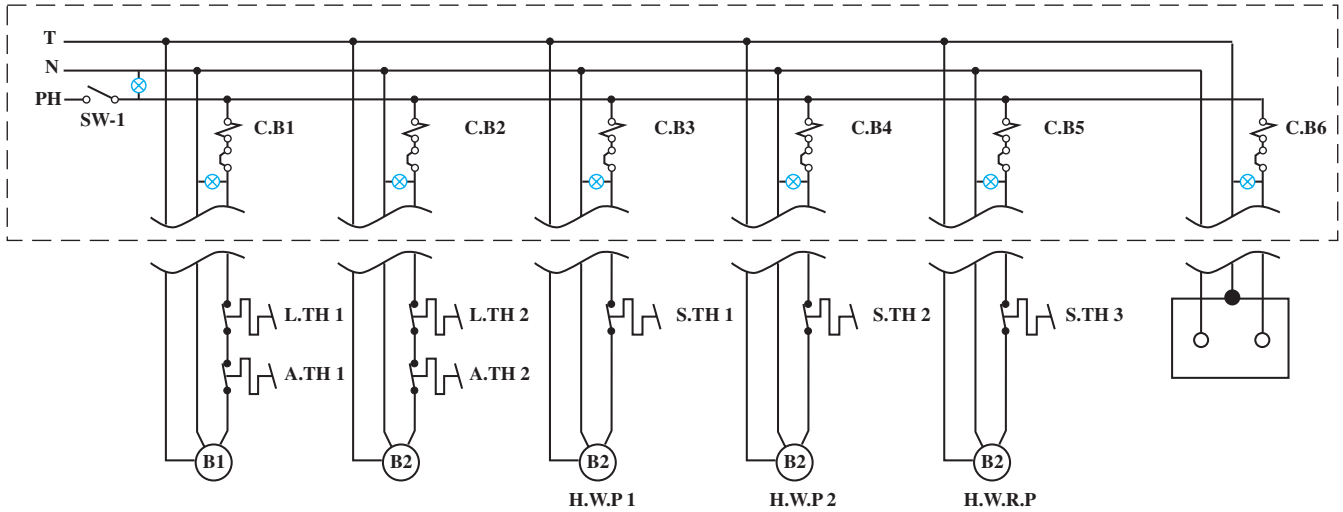 T
N
PH
SW-1
C.B1
C.B2
C.B3
C.B4
C.B5
C.B6
L.TH 1
L.TH 2
S.TH 1
S.TH 2
S.TH 3
A.TH 1
A.TH 2
B1
B2
B2
B2
B2
H.W.P 1
H.W.P 2
H.W.R.P